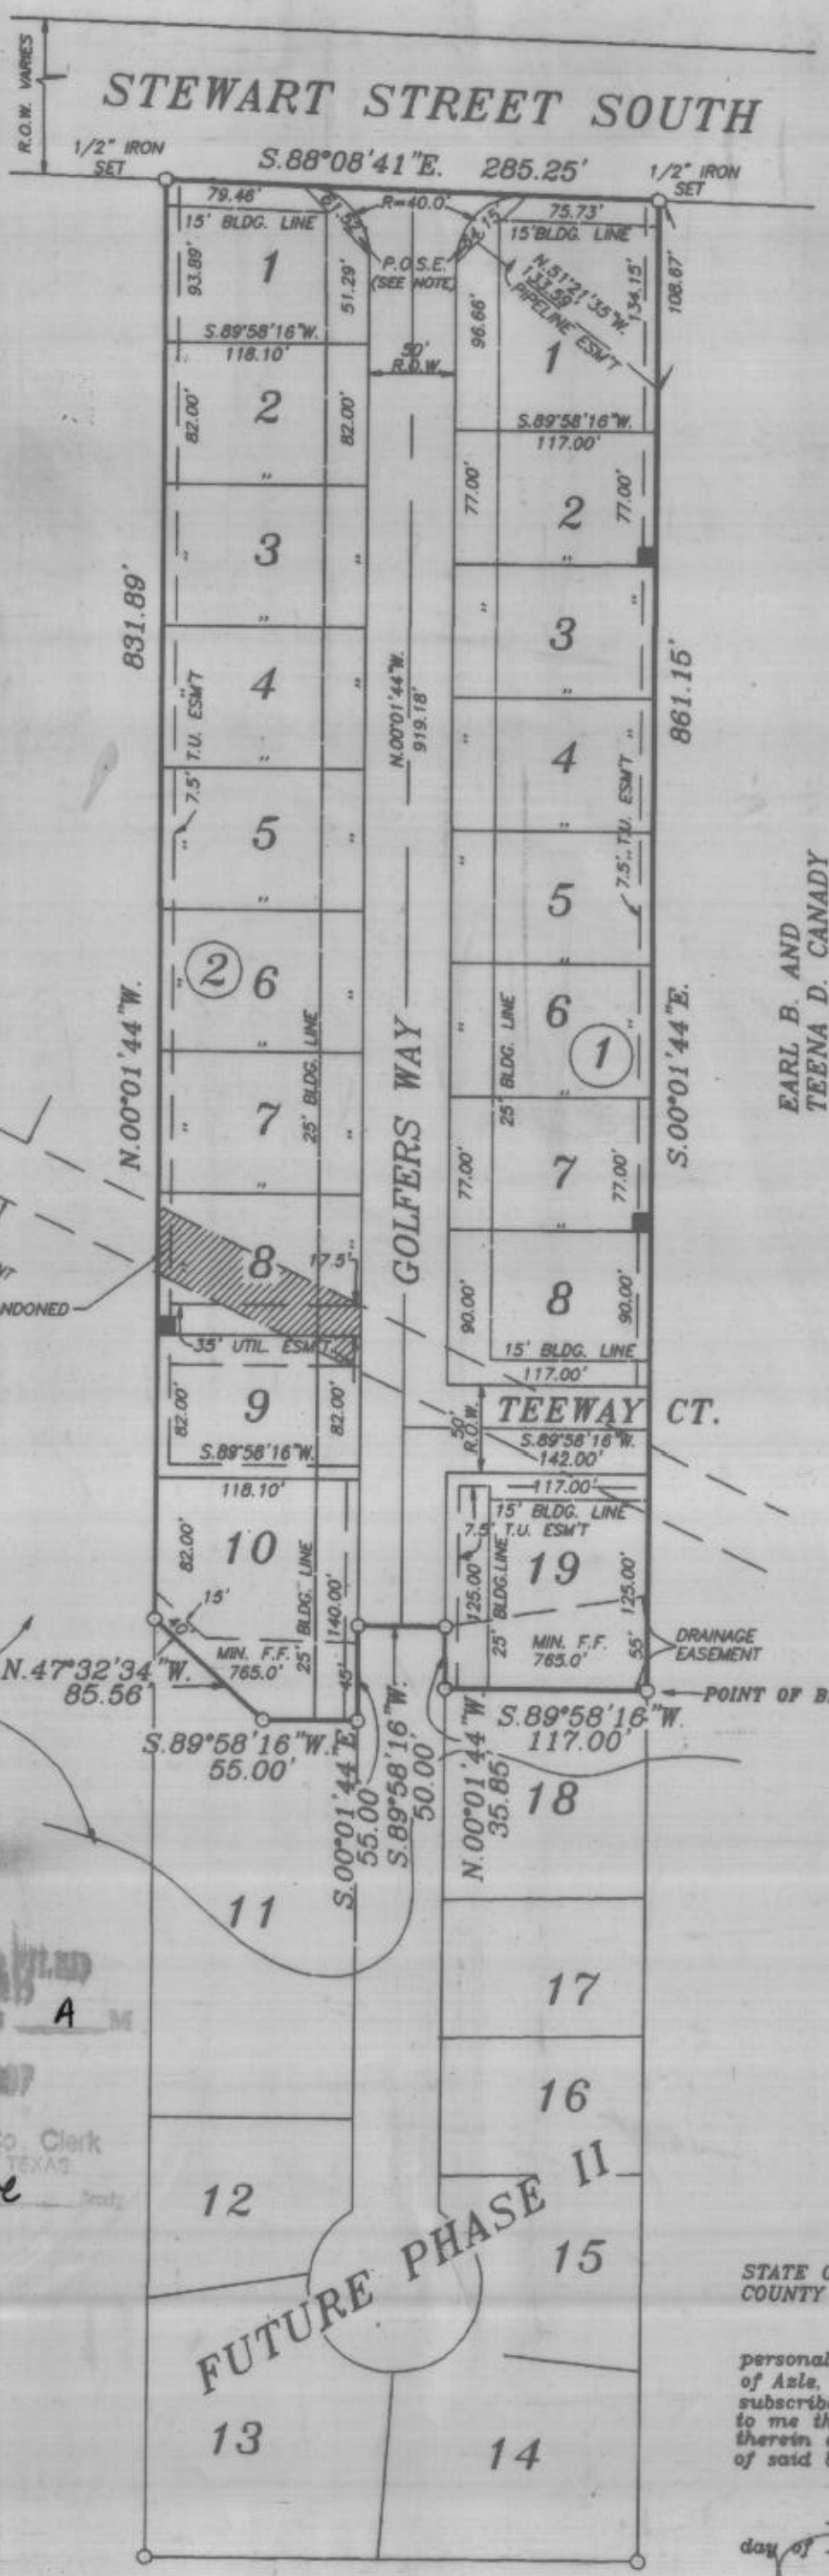 R.O.W. VARIES
STEWART STREET SOUTH
1/2" IRON
SET
S.88°08'41"E. 285.25'
1/2" IRON
SET
79.46'
61.52'
R=40.0'
75.73'
15' BLDG. LINE
15' BLDG. LINE
93.89'
1
51.29'
P.O.S.E.
(SEE NOTE)
96.66'
N.51°21'35"W.
133.59'
PIPELINE ESM'T
134.15'
108.67'
1
S.89°58'16"W.
118.10'
50'
R.O.W.
82.00'
2
82.00'
S.89°58'16"W.
117.00'
77.00'
2
77.00'
"
"
"
3
"
"
"
3
"
"
831.89'
"
4
"
"
7.5' T.U. ESM'T
N.00°01'44"W.
919.18'
"
4
"
"
861.15'
"
5
"
"
"
5
7.5' T.U. ESM'T
"
EARL B. AND
TEENA D. CANADY
N.00°01'44"W.
"
2
6
"
"
25' BLDG. LINE
GOLFERS WAY
"
6
1
"
"
25' BLDG. LINE
S.00°01'44"E.
"
7
"
"
77.00'
7
77.00'
"
8
17.5'
NDONED
35' UTIL. ESM'T.
90.00'
8
90.00'
15' BLDG. LINE
117.00'
82.00'
9
82.00'
S.89°58'16"W.
118.10'
50'
R.O.W.
TEEWAY CT.
S.89°58'16"W.
142.00'
117.00'
15' BLDG. LINE
7.5' T.U. ESM'T
82.00'
10
25' BLDG. LINE
140.00'
125.00'
25' BLDG.LINE
19
125.00'
15'
40'
MIN. F.F.
765.0'
45'
MIN. F.F.
765.0'
55'
DRAINAGE
EASEMENT
N.47°32'34"W.
85.56'
POINT OF B
S.89°58'16"W.
55.00'
S.00°01'44"E
55.00'
S.89°58'16"W.
50.00'
N.00°01'44"W.
35.85'
S.89°58'16"W.
117.00'
18
11
17
A
M
16
Co. Clerk
TEXAS
12
FUTURE PHASE II
15
13
14
STATE O
COUNTY
personal
of Azle,
subscribe
to me th
therein
of said
day of